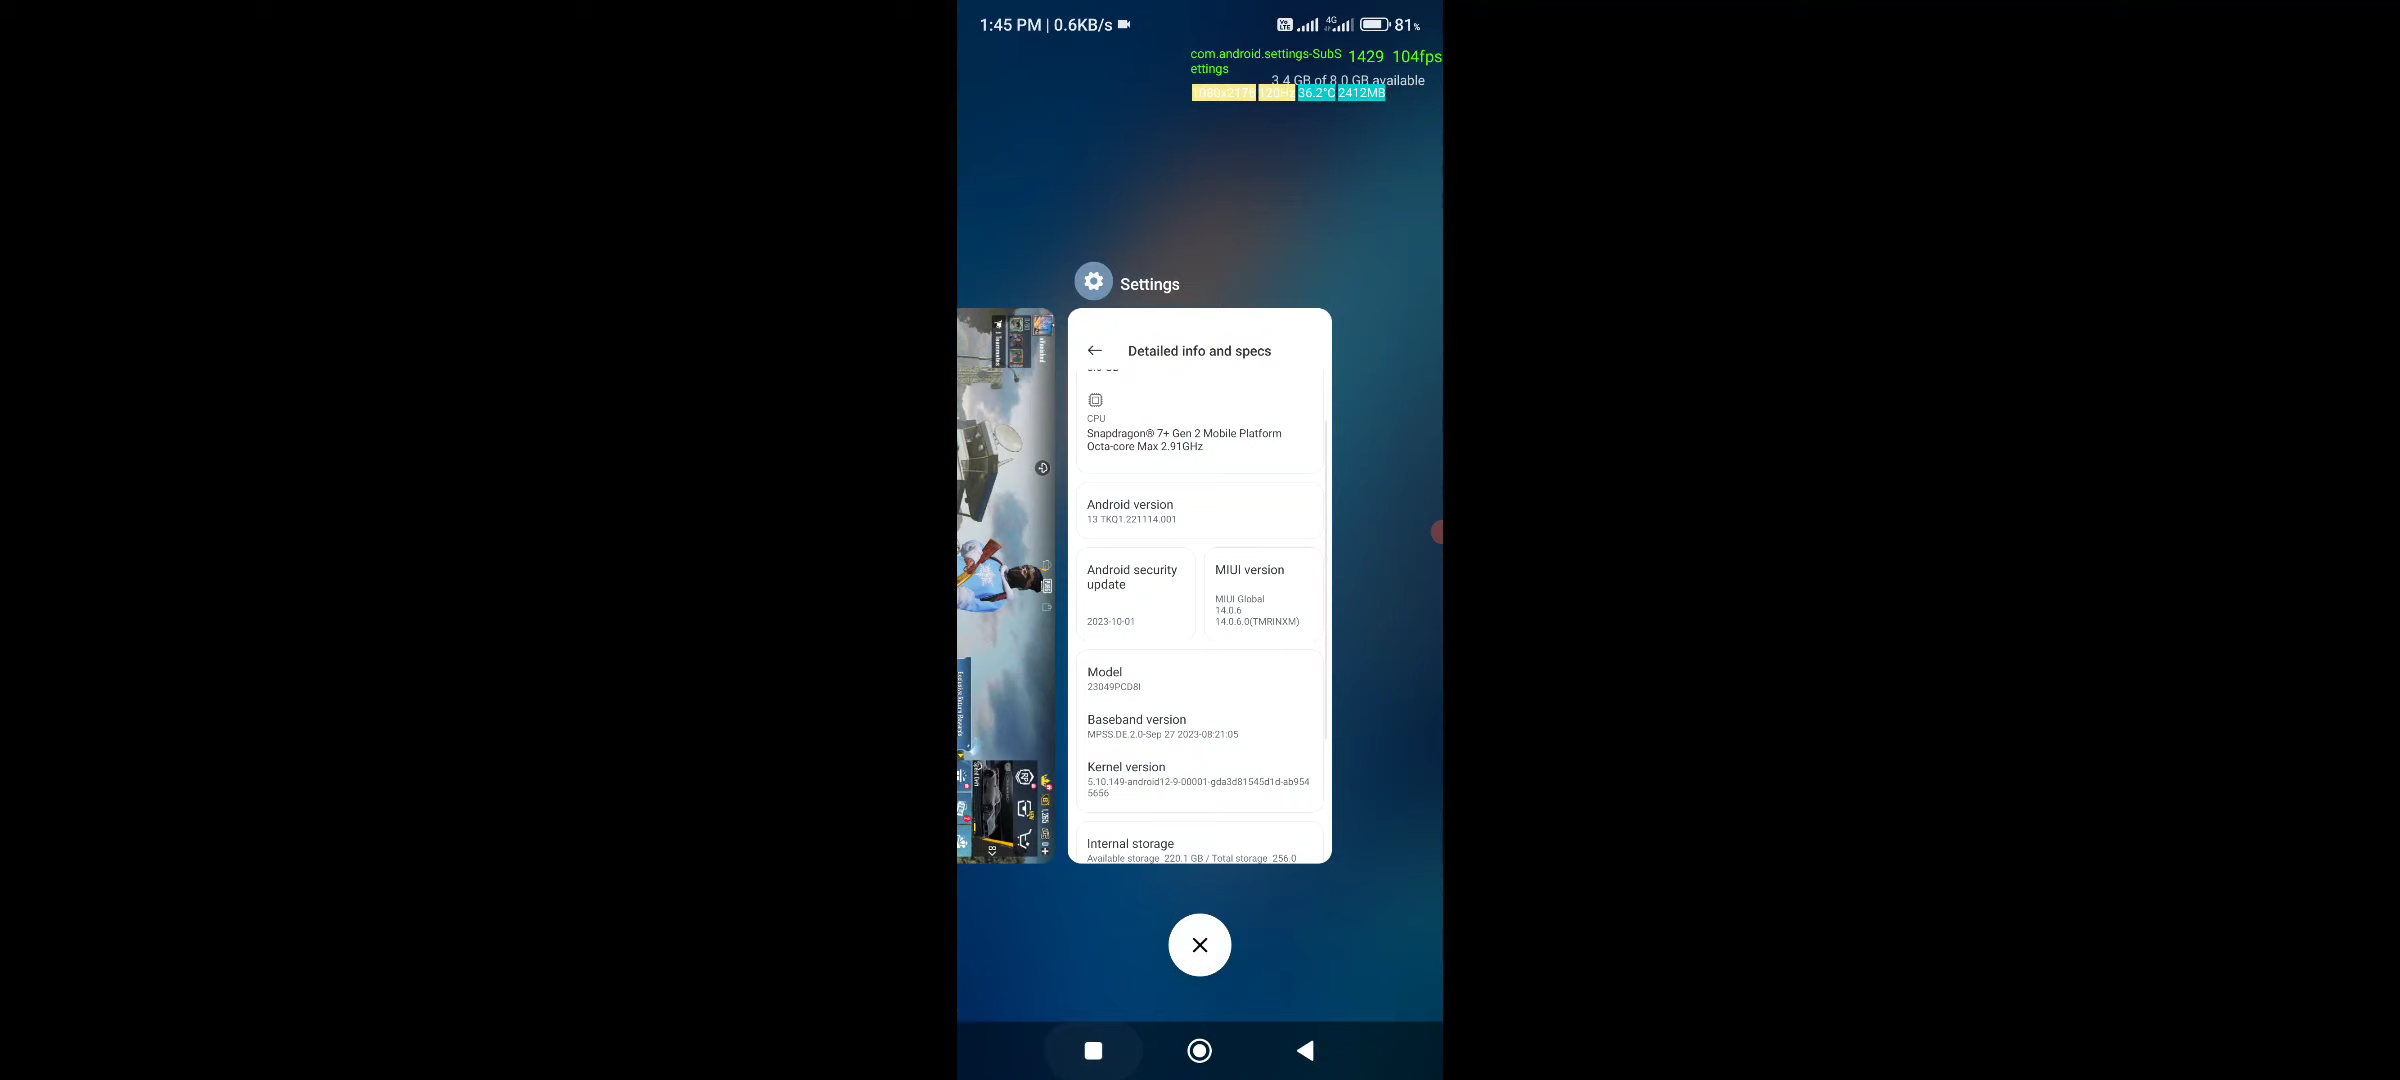 1:45 PM | 0.6KB/s
4G
81%
com.android.settings-SubS
ettings
1429 104fps
3.4 GB of 8.0 GB available
1080x2176 120Hz 36.2°C 2412MB
Settings
Detailed info and specs
CPU
Snapdragon® 7+ Gen 2 Mobile Platform
Octa-core Max 2.91GHz
Android version
13 TKQ1.221114.001
Android security
update
2023-10-01
MIUI version
MIUI Global
14.0.6
14.0.6.0(TMRINXM)
Model
23049PCD8I
Baseband version
MPSS.DE.2.0-Sep 27 2023-08:21:05
Kernel version
5.10.149-android12-9-00001-gda3d81545d1d-ab954
5656
Internal storage
Available storage 220.1 GB / Total storage 256.0